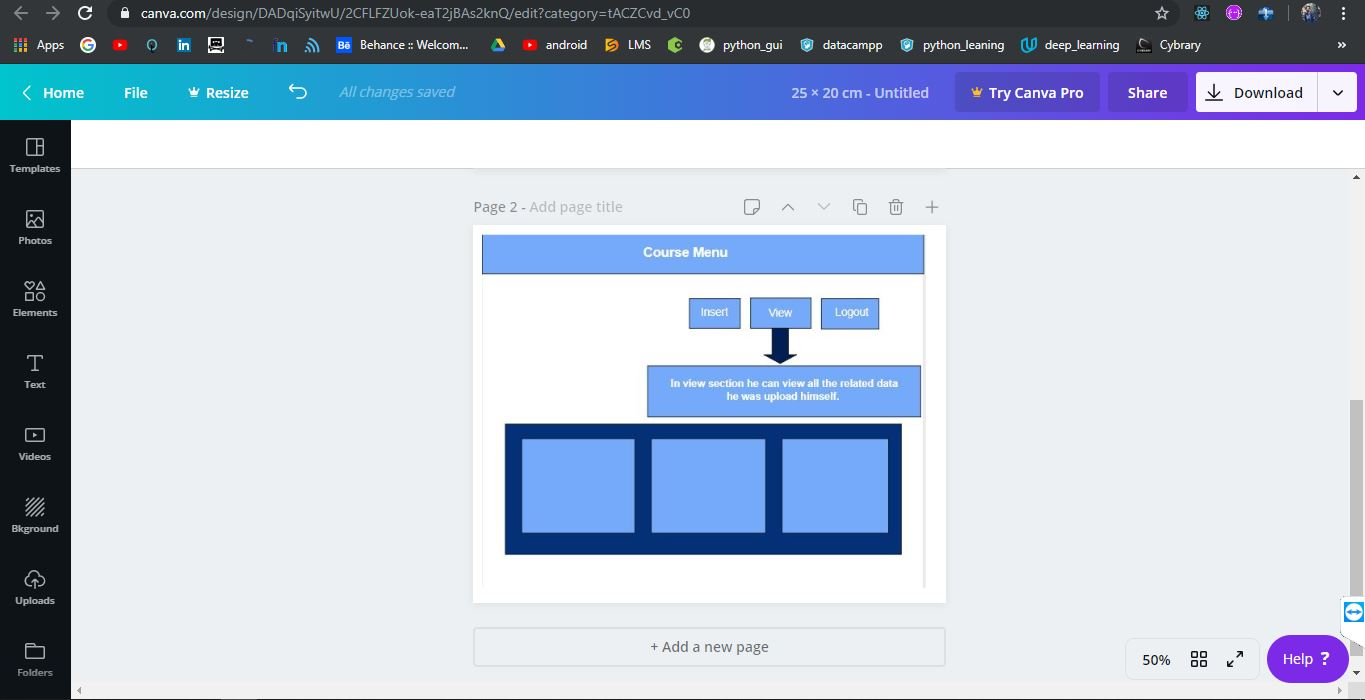 canva.com/design/DADqiSyitwU/2CFLFZUok-eaT2jBAs2knQ/edit?category=tACZCvd_vC0
Apps Behance :: Welcom... android LMS python_gui datacampp python_leaning deep_learning Cybrary »
Home File Resize All changes saved 25 × 20 cm - Untitled Try Canva Pro Share Download
Templates
Photos
Elements
Text
Videos
Bkground
Uploads
Folders
Page 2 - Add page title
Course Menu
Insert View Logout
In view section he can view all the related data
he was upload himself.
+ Add a new page
50%
Help ?